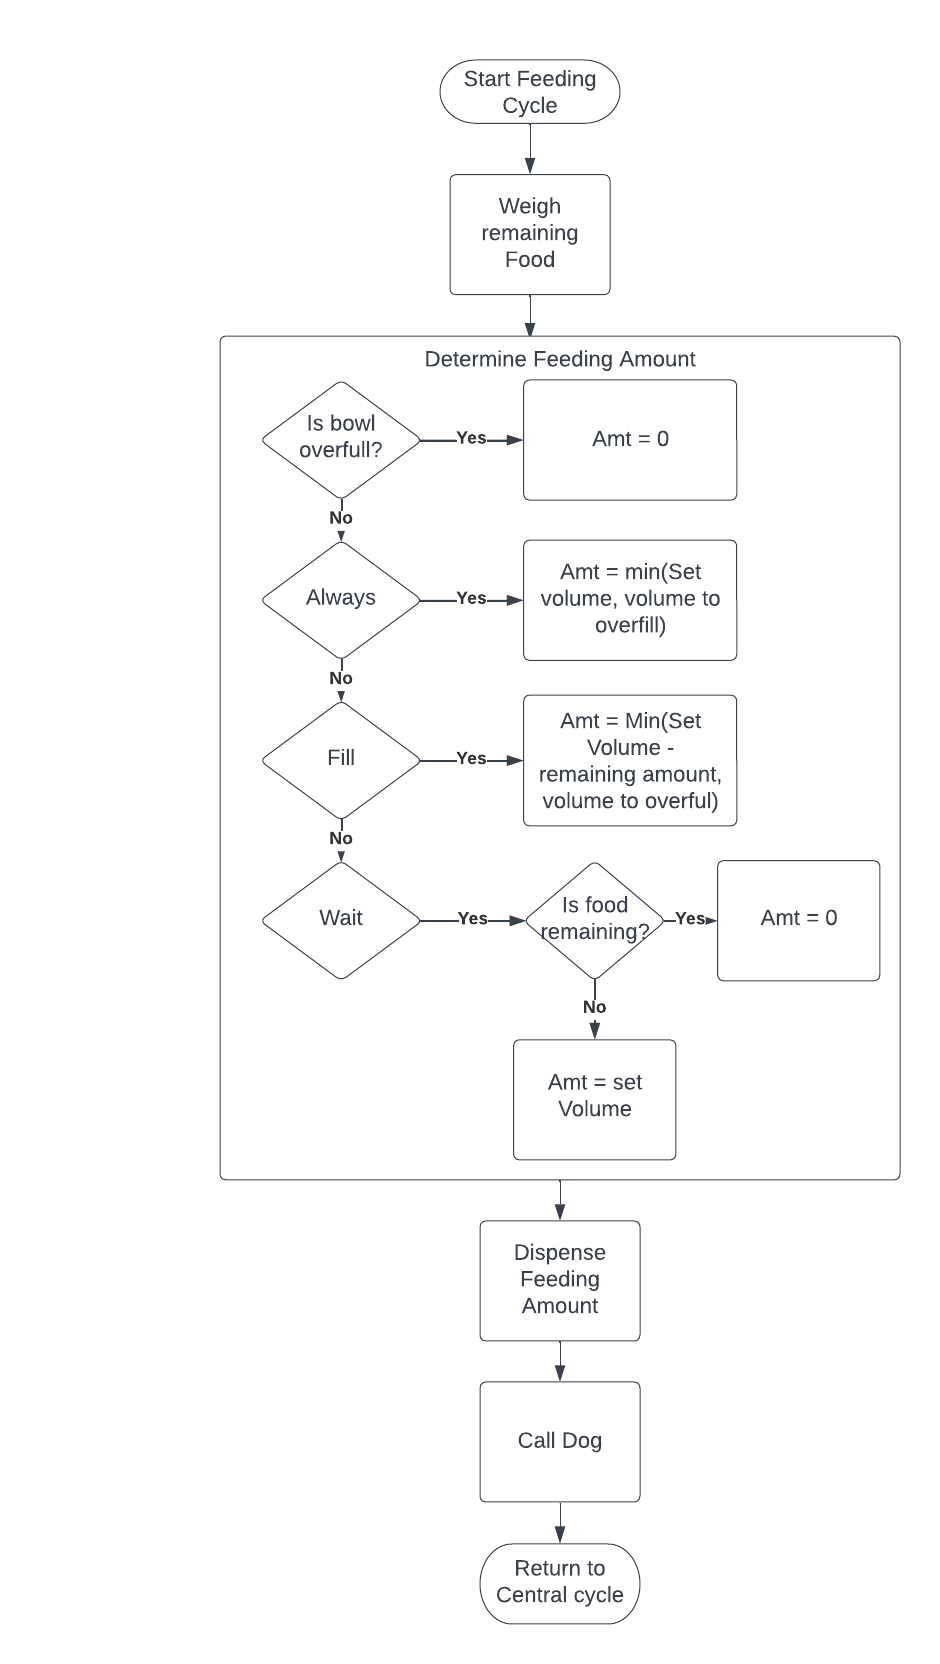 Start Feeding
Cycle
Weigh
remaining
Food
Determine Feeding Amount
Is bowl
overfull?
Yes
Amt = 0
No
Always
Yes
Amt = min(Set
volume, volume to
overfill)
No
Fill
Yes
Amt = Min(Set
Volume -
remaining amount,
volume to overful)
No
Wait
Yes
Is food
remaining?
Yes
Amt = 0
No
Amt = set
Volume
Dispense
Feeding
Amount
Call Dog
Return to
Central cycle